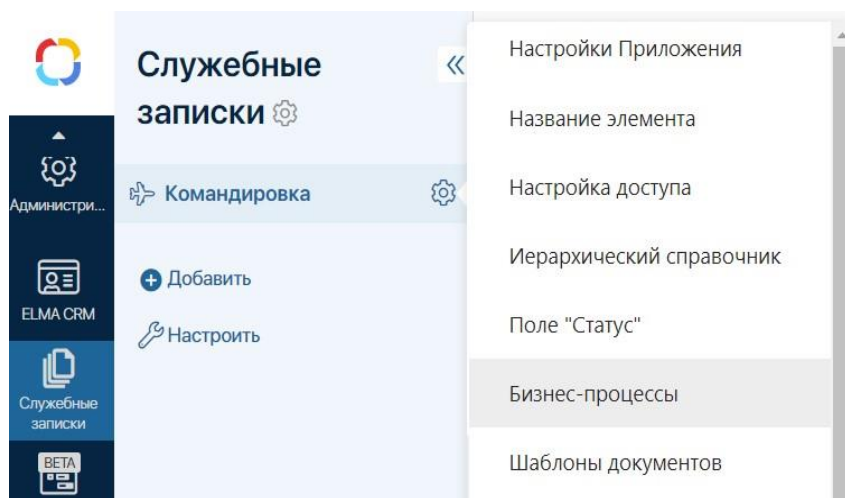 Служебные
записки
Администри...
Командировка
Добавить
ELMA CRM
Настроить
Служебные
записки
BETA
Настройки Приложения
Название элемента
Настройка доступа
Иерархический справочник
Поле "Статус"
Бизнес-процессы
Шаблоны документов